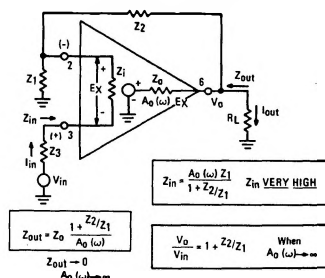 Z2
(-)
2
Z1
+
EX
-
Zi
+
-
Zo
Ao(ω) EX
6
Vo
Zout
Iout
RL
Zin
(+)
3
Iin
Z3
Vin
Zin = Ao(ω) Z1 / 1 + Z2/Z1 Zin VERY HIGH
Zout = Zo 1 + Z2/Z1 / Ao(ω)
Zout → 0
Ao(ω) → ∞
Vo / Vin = 1 + Z2/Z1 When
Ao(ω) → ∞